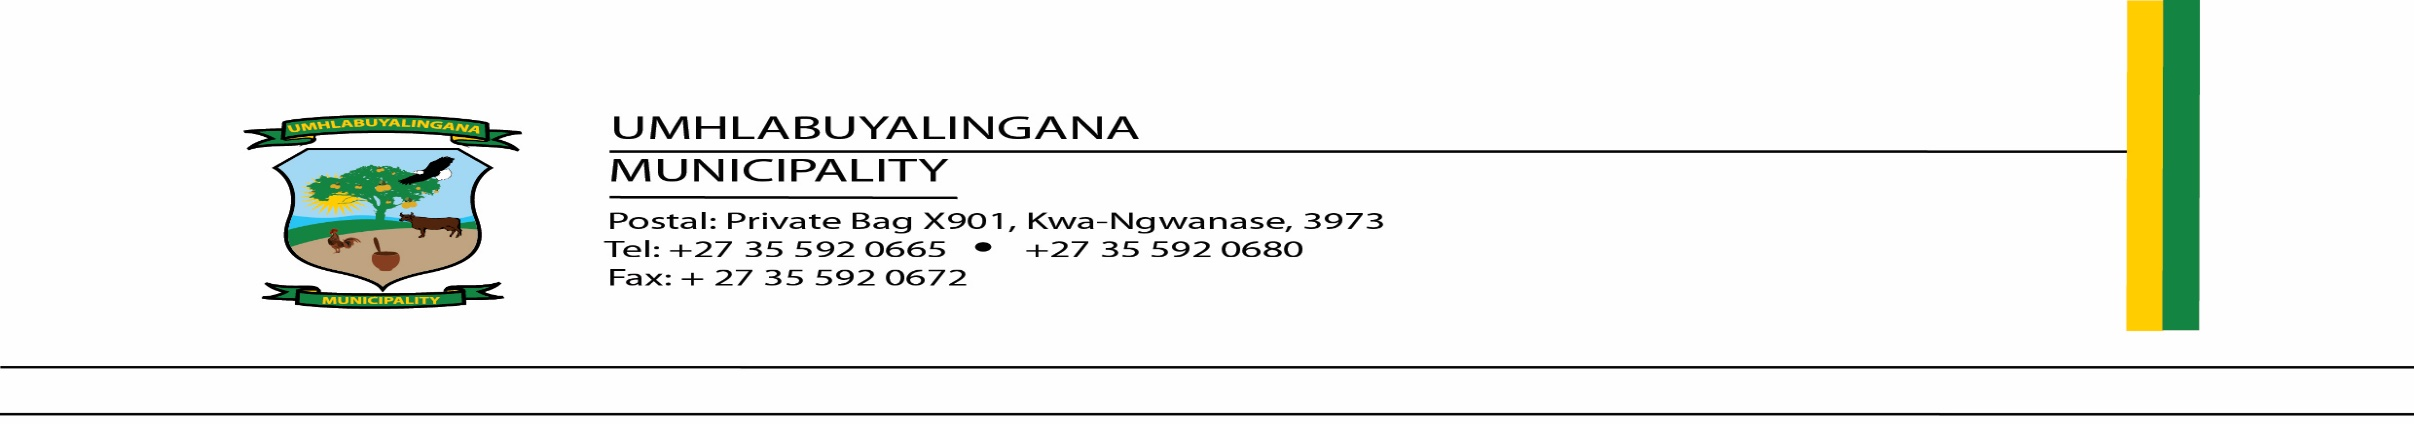 UMHLABUYALINGANA
MUNICIPALITY
UMHLABUYALINGANA
MUNICIPALITY
Postal: Private Bag X901, Kwa-Ngwanase, 3973
Tel: +27 35 592 0665 • +27 35 592 0680
Fax: + 27 35 592 0672